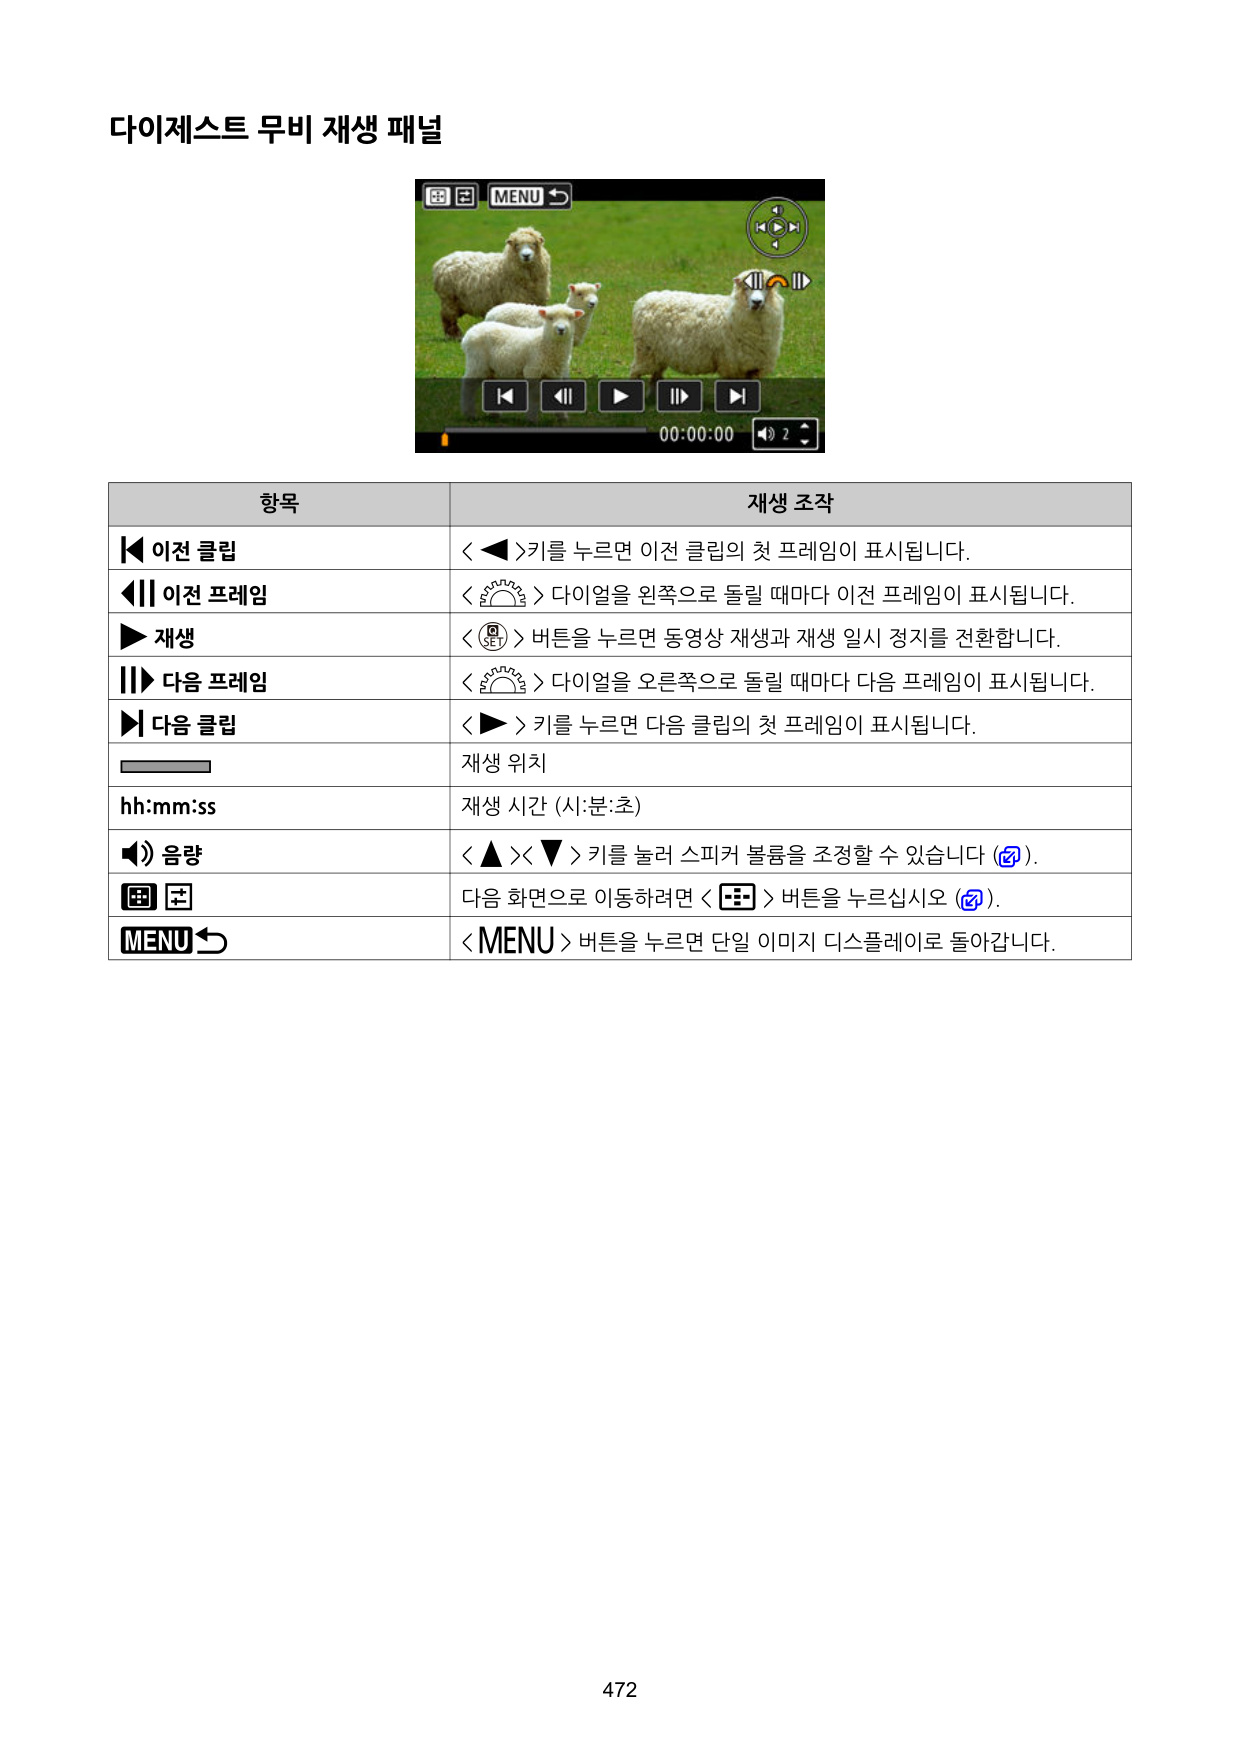 다이제스트 무비 재생 패널
MENU
00:00:00 2
항목 재생 조작
이전 클립 < ◀ >키를 누르면 이전 클립의 첫 프레임이 표시됩니다.
이전 프레임 < > 다이얼을 왼쪽으로 돌릴 때마다 이전 프레임이 표시됩니다.
▶ 재생 < Q SET > 버튼을 누르면 동영상 재생과 재생 일시 정지를 전환합니다.
다음 프레임 < > 다이얼을 오른쪽으로 돌릴 때마다 다음 프레임이 표시됩니다.
다음 클립 < ▶ > 키를 누르면 다음 클립의 첫 프레임이 표시됩니다.
재생 위치
hh:mm:ss 재생 시간 (시:분:초)
음량 < ▲ >< ▼ > 키를 눌러 스피커 볼륨을 조정할 수 있습니다 ( ).
다음 화면으로 이동하려면 < > 버튼을 누르십시오 ( ).
MENU < MENU > 버튼을 누르면 단일 이미지 디스플레이로 돌아갑니다.
472